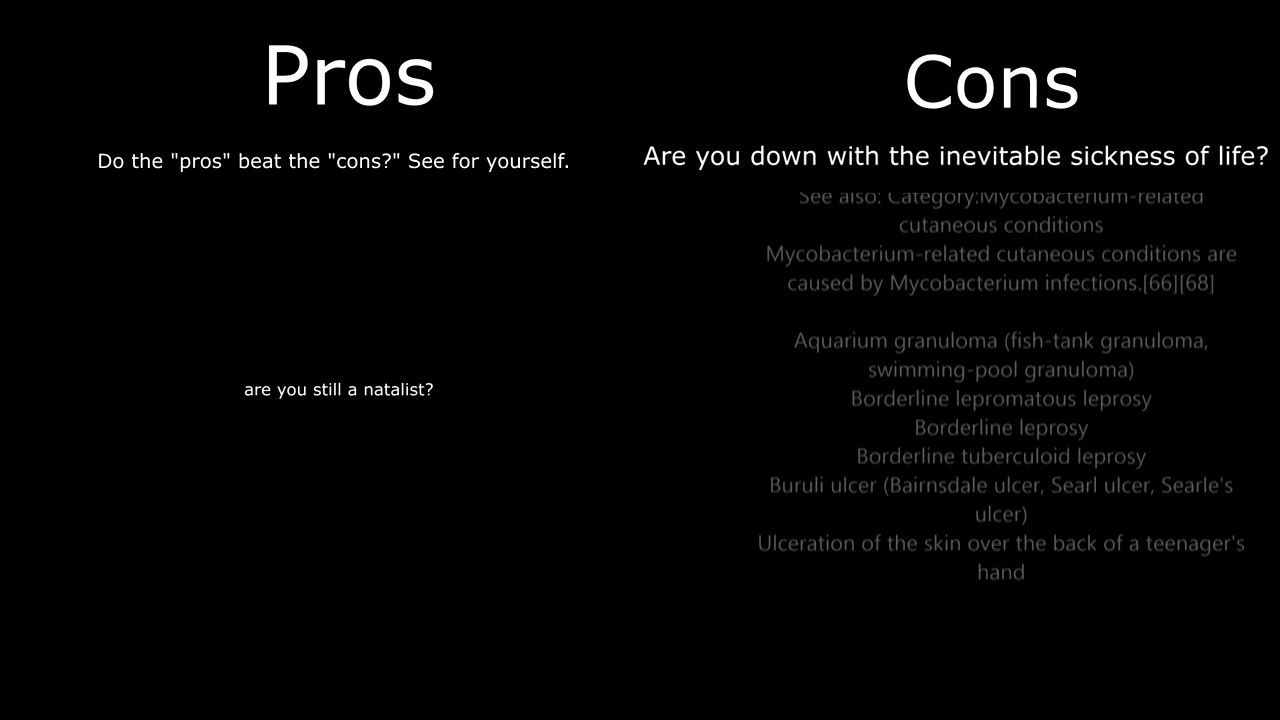 Pros
Do the "pros" beat the "cons?" See for yourself.
are you still a natalist?
Cons
Are you down with the inevitable sickness of life?
See also: Category:Mycobacterium-related
cutaneous conditions
Mycobacterium-related cutaneous conditions are
caused by Mycobacterium infections.[66][68]
Aquarium granuloma (fish-tank granuloma,
swimming-pool granuloma)
Borderline lepromatous leprosy
Borderline leprosy
Borderline tuberculoid leprosy
Buruli ulcer (Bairnsdale ulcer, Searl ulcer, Searle's
ulcer)
Ulceration of the skin over the back of a teenager's
hand